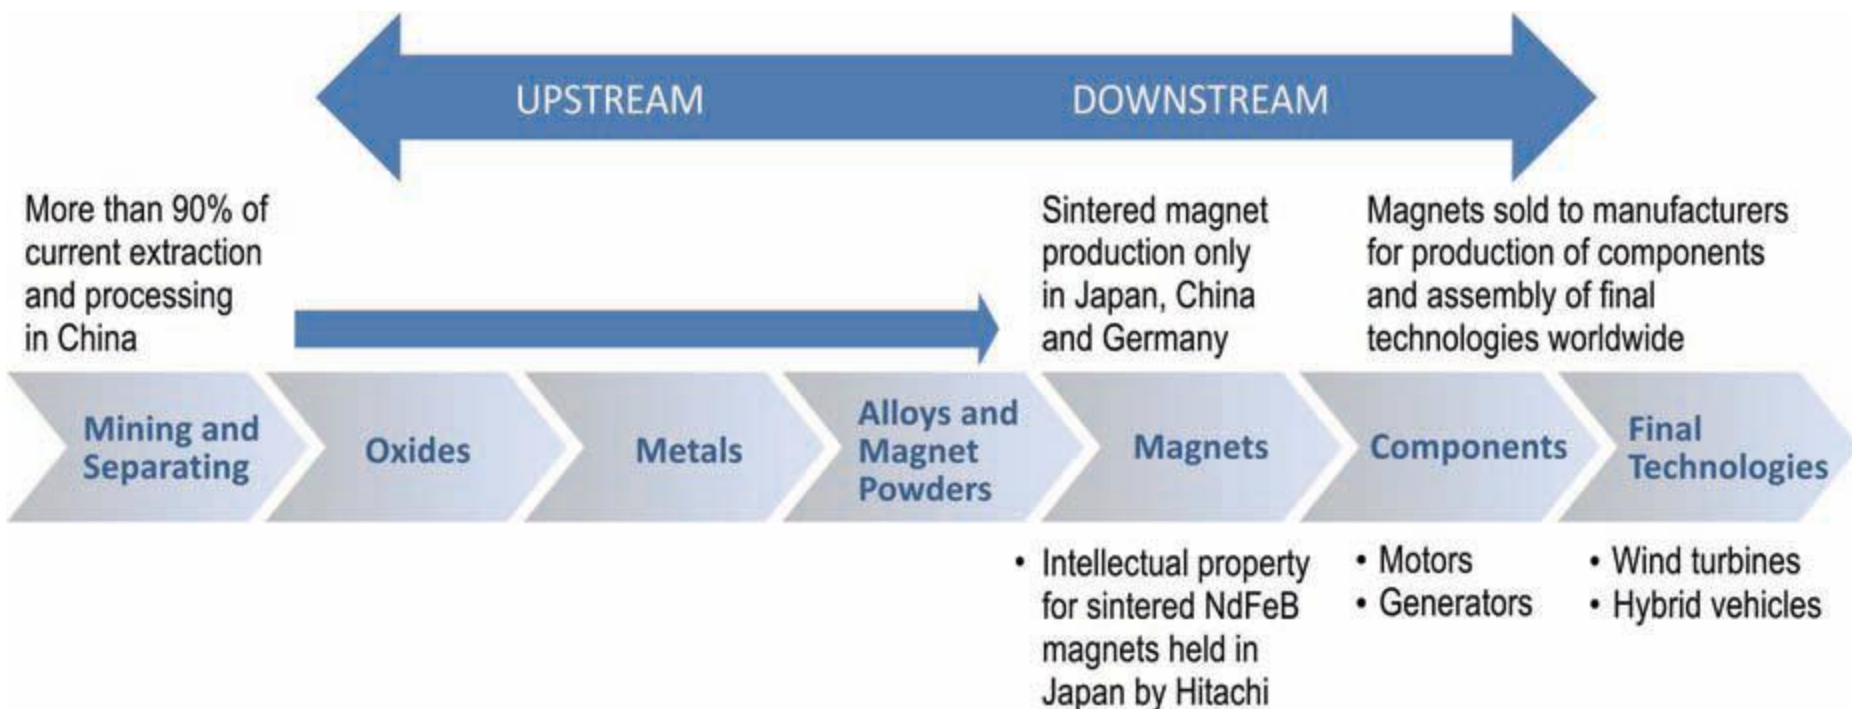 UPSTREAM
DOWNSTREAM
More than 90% of
current extraction
and processing
in China
Sintered magnet
production only
in Japan, China
and Germany
Magnets sold to manufacturers
for production of components
and assembly of final
technologies worldwide
Mining and
Separating
Oxides
Metals
Alloys and
Magnet
Powders
Magnets
Components
Final
Technologies
• Intellectual property
for sintered NdFeB
magnets held in
Japan by Hitachi
• Motors
• Generators
• Wind turbines
• Hybrid vehicles